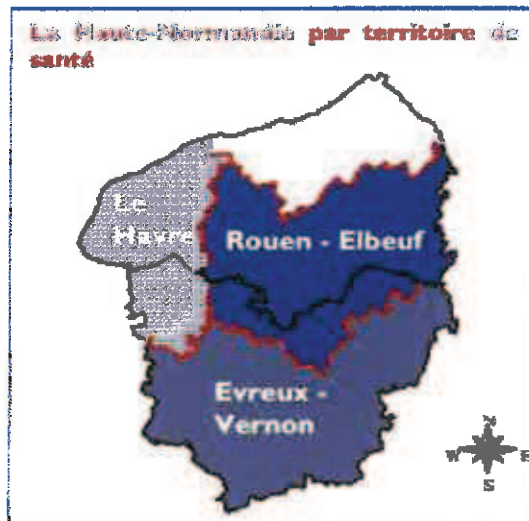 La Haute-Normandie par territoire de
santé
Le
Havre
Rouen - Elbeuf
Evreux -
Vernon
N
W E
S